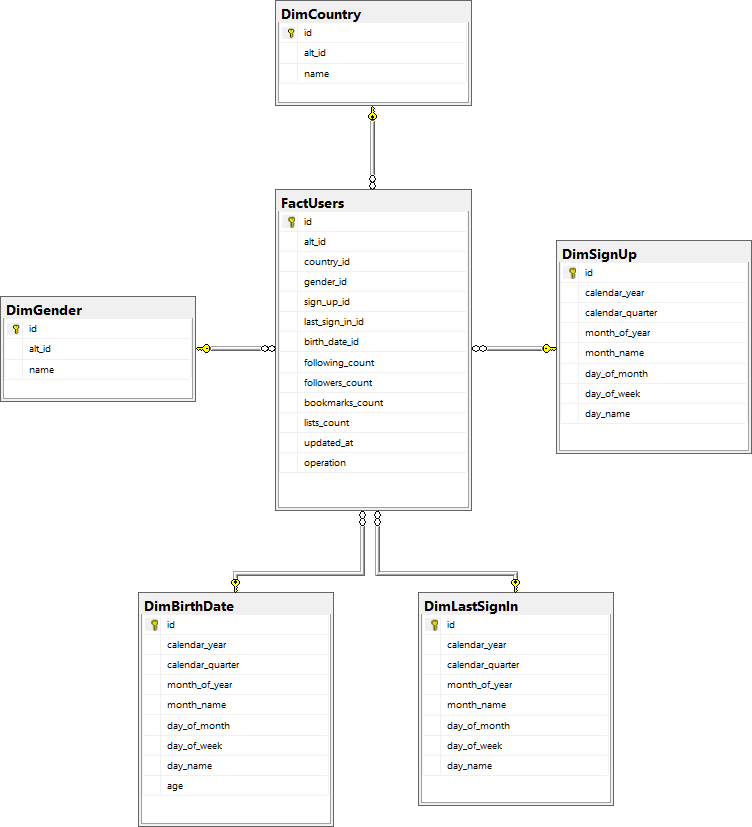 DimCountry
id
alt_id
name
FactUsers
id
alt_id
country_id
gender_id
sign_up_id
last_sign_in_id
birth_date_id
following_count
followers_count
bookmarks_count
lists_count
updated_at
operation
DimSignUp
id
calendar_year
calendar_quarter
month_of_year
month_name
day_of_month
day_of_week
day_name
DimGender
id
alt_id
name
DimBirthDate
id
calendar_year
calendar_quarter
month_of_year
month_name
day_of_month
day_of_week
day_name
age
DimLastSignIn
id
calendar_year
calendar_quarter
month_of_year
month_name
day_of_month
day_of_week
day_name